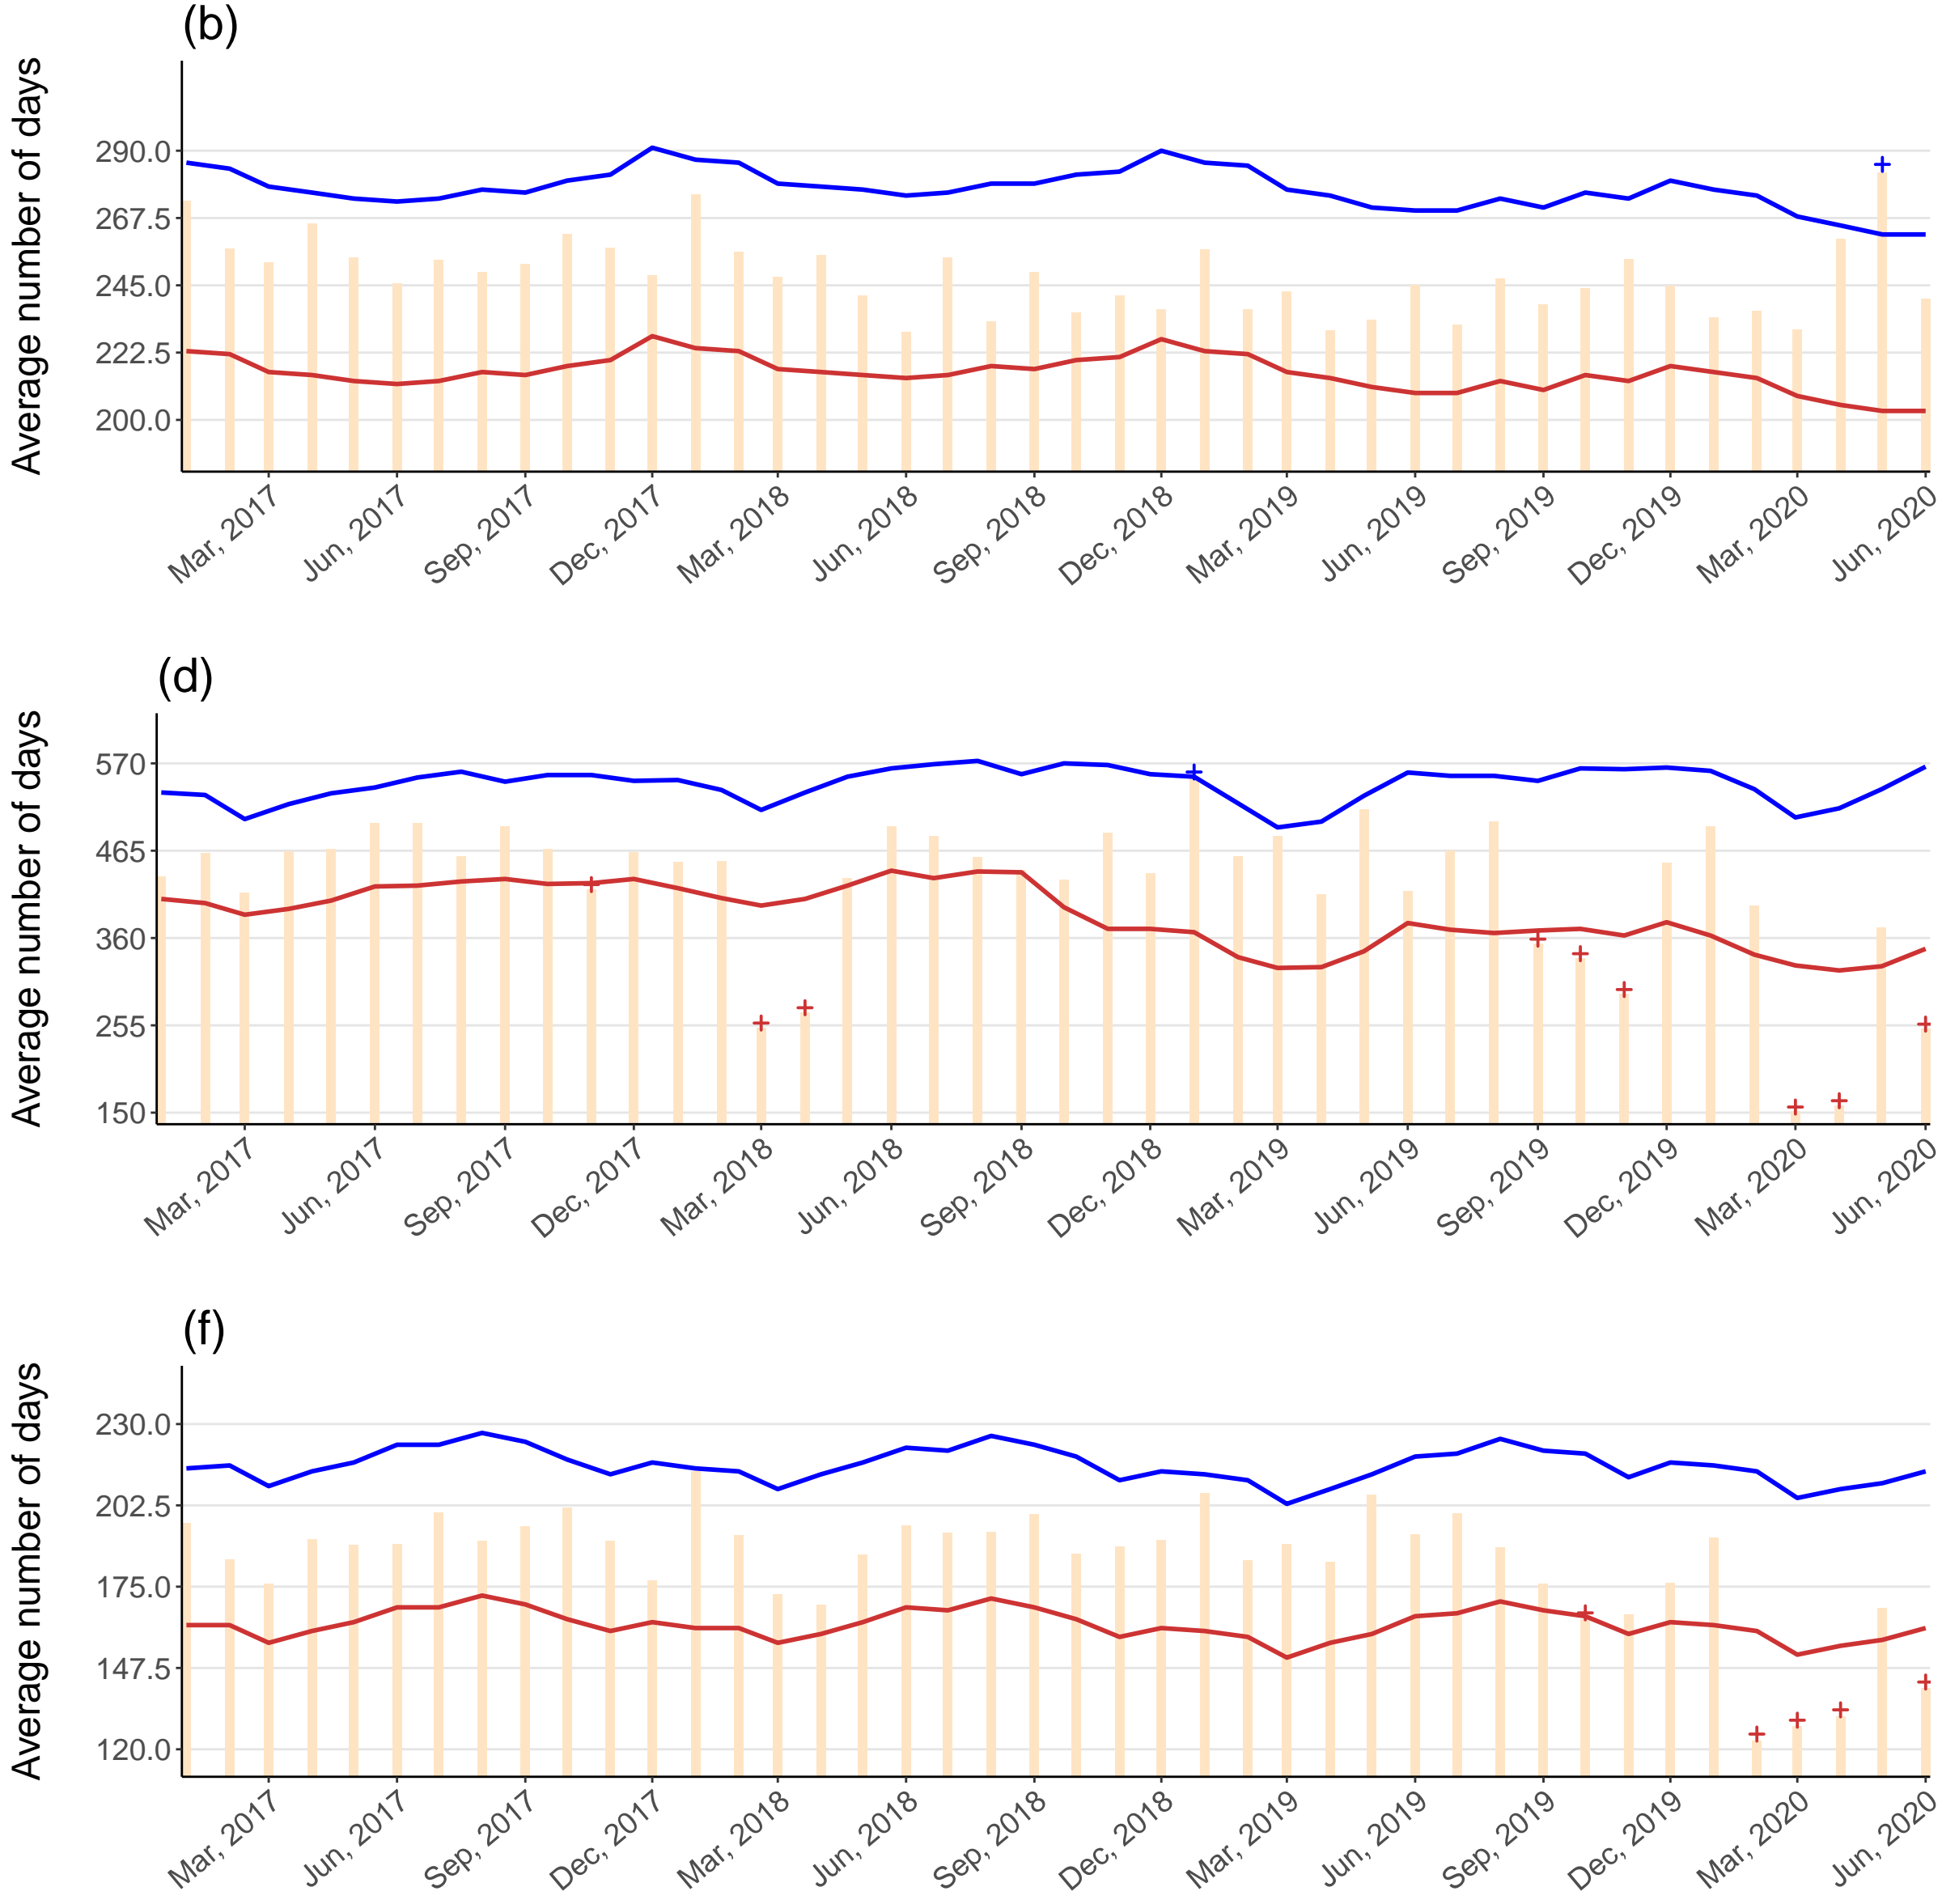 (b)
Average number of days
290.0
267.5
245.0
222.5
200.0
Mar, 2017
Jun, 2017
Sep, 2017
Dec, 2017
Mar, 2018
Jun, 2018
Sep, 2018
Dec, 2018
Mar, 2019
Jun, 2019
Sep, 2019
Dec, 2019
Mar, 2020
Jun, 2020
(d)
Average number of days
570
465
360
255
150
Mar, 2017
Jun, 2017
Sep, 2017
Dec, 2017
Mar, 2018
Jun, 2018
Sep, 2018
Dec, 2018
Mar, 2019
Jun, 2019
Sep, 2019
Dec, 2019
Mar, 2020
Jun, 2020
(f)
Average number of days
230.0
202.5
175.0
147.5
120.0
Mar, 2017
Jun, 2017
Sep, 2017
Dec, 2017
Mar, 2018
Jun, 2018
Sep, 2018
Dec, 2018
Mar, 2019
Jun, 2019
Sep, 2019
Dec, 2019
Mar, 2020
Jun, 2020